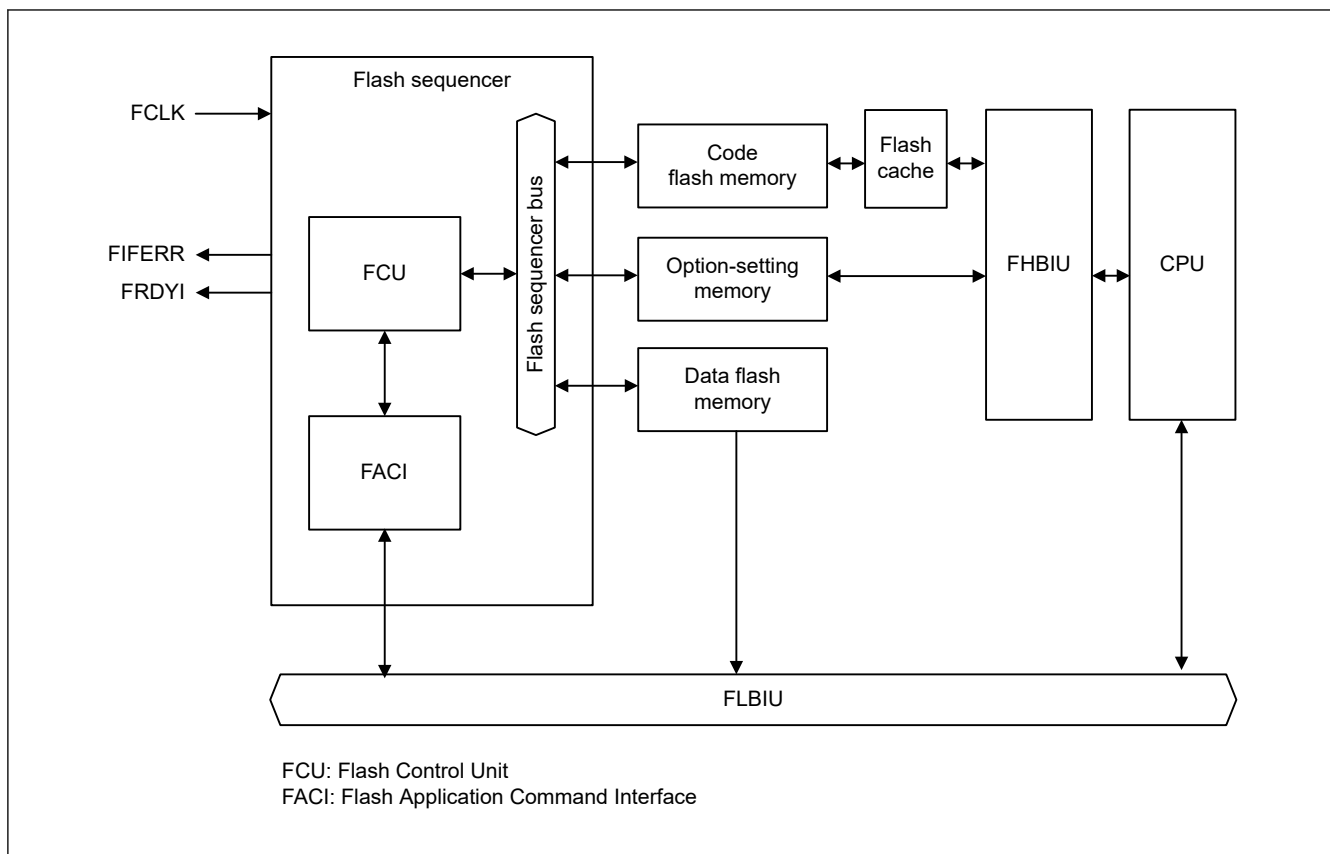 Flash sequencer
FCLK
FIFERR
FRDYI
FCU
FACI
Flash sequencer bus
Code
flash memory
Flash
cache
Option-setting
memory
Data flash
memory
FHBIU
CPU
FLBIU
FCU: Flash Control Unit
FACI: Flash Application Command Interface